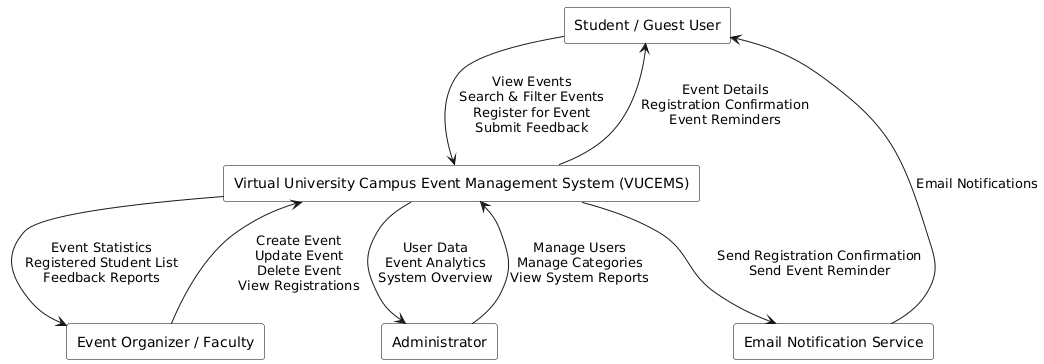 Student / Guest User
View Events
Search & Filter Events
Register for Event
Submit Feedback
Event Details
Registration Confirmation
Event Reminders
Virtual University Campus Event Management System (VUCEMS)
Email Notifications
Event Statistics
Registered Student List
Feedback Reports
Create Event
Update Event
Delete Event
View Registrations
User Data
Event Analytics
System Overview
Manage Users
Manage Categories
View System Reports
Send Registration Confirmation
Send Event Reminder
Event Organizer / Faculty
Administrator
Email Notification Service